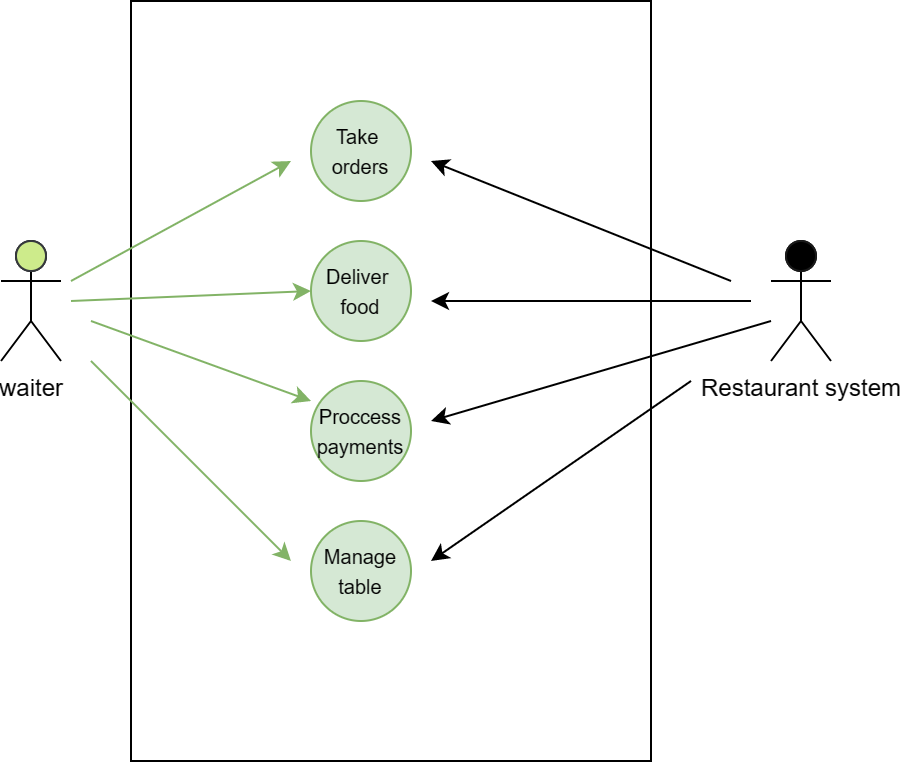 Take
orders
Deliver
food
Proccess
payments
Manage
table
waiter
Restaurant system